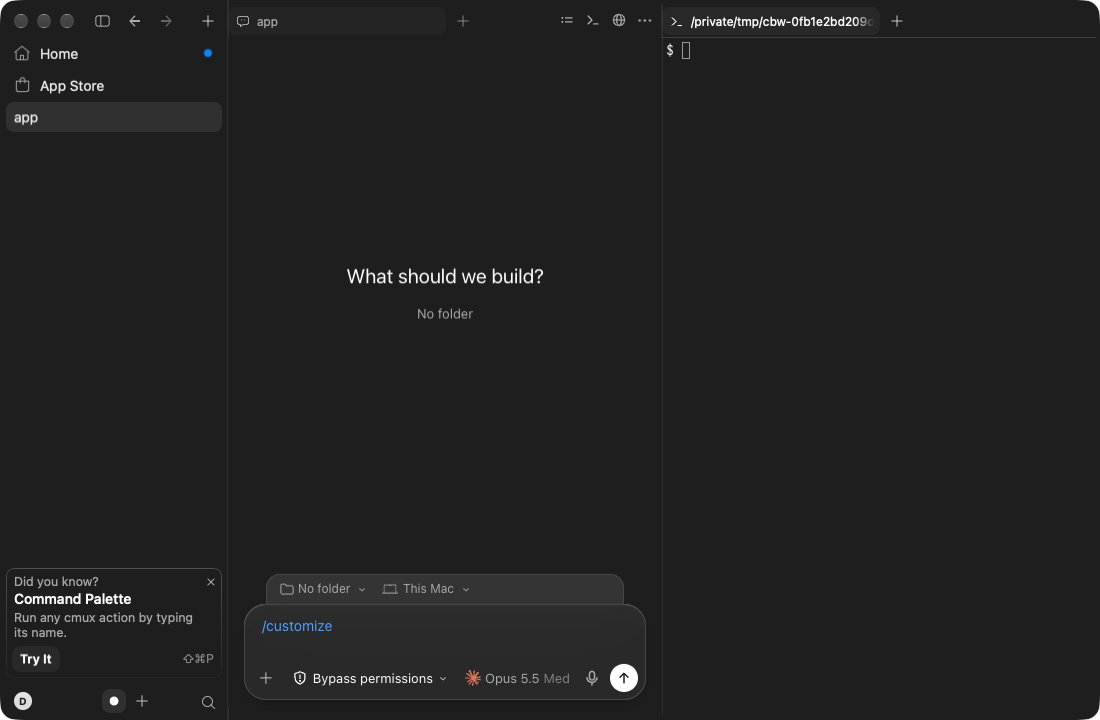 Home
App Store
app
Did you know?
Command Palette
Run any cmux action by typing
its name.
Try It
⇧⌘P
D
app
What should we build?
No folder
No folder
This Mac
/customize
Bypass permissions
Opus 5.5 Med
/private/tmp/cbw-0fb1e2bd209
$